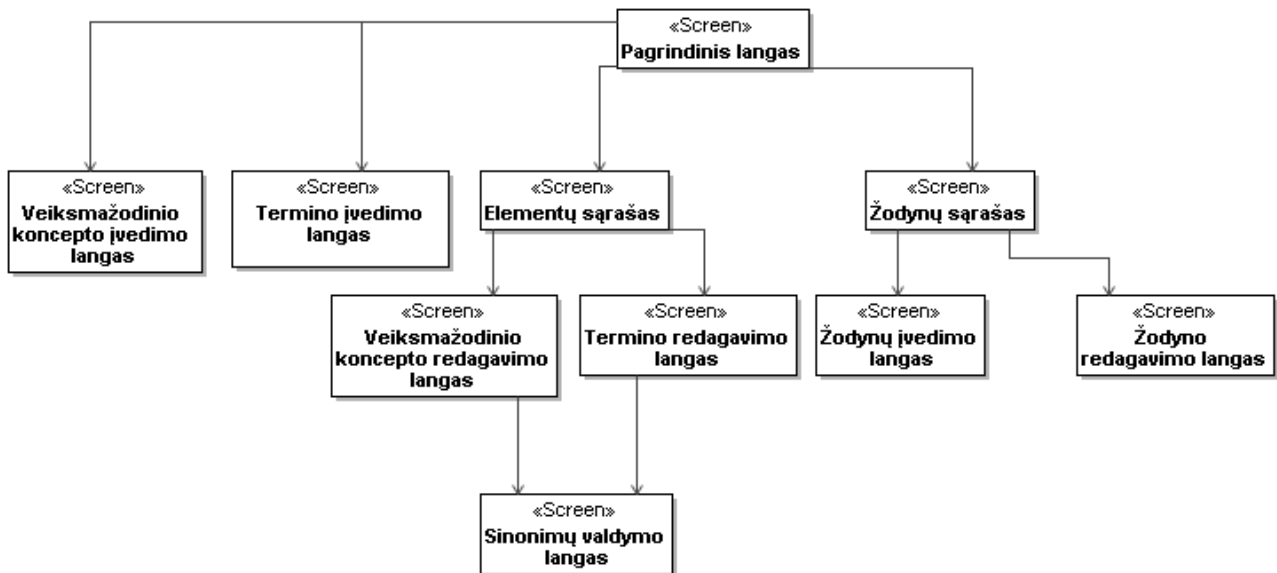 «Screen»
Pagrindinis langas
«Screen»
Veiksmažodinio
koncepto įvedimo
langas
«Screen»
Termino įvedimo
langas
«Screen»
Elementų sąrašas
«Screen»
Žodynų sąrašas
«Screen»
Veiksmažodinio
koncepto redagavimo
langas
«Screen»
Termino redagavimo
langas
«Screen»
Žodynų įvedimo
langas
«Screen»
Žodyno
redagavimo langas
«Screen»
Sinonimų valdymo
langas